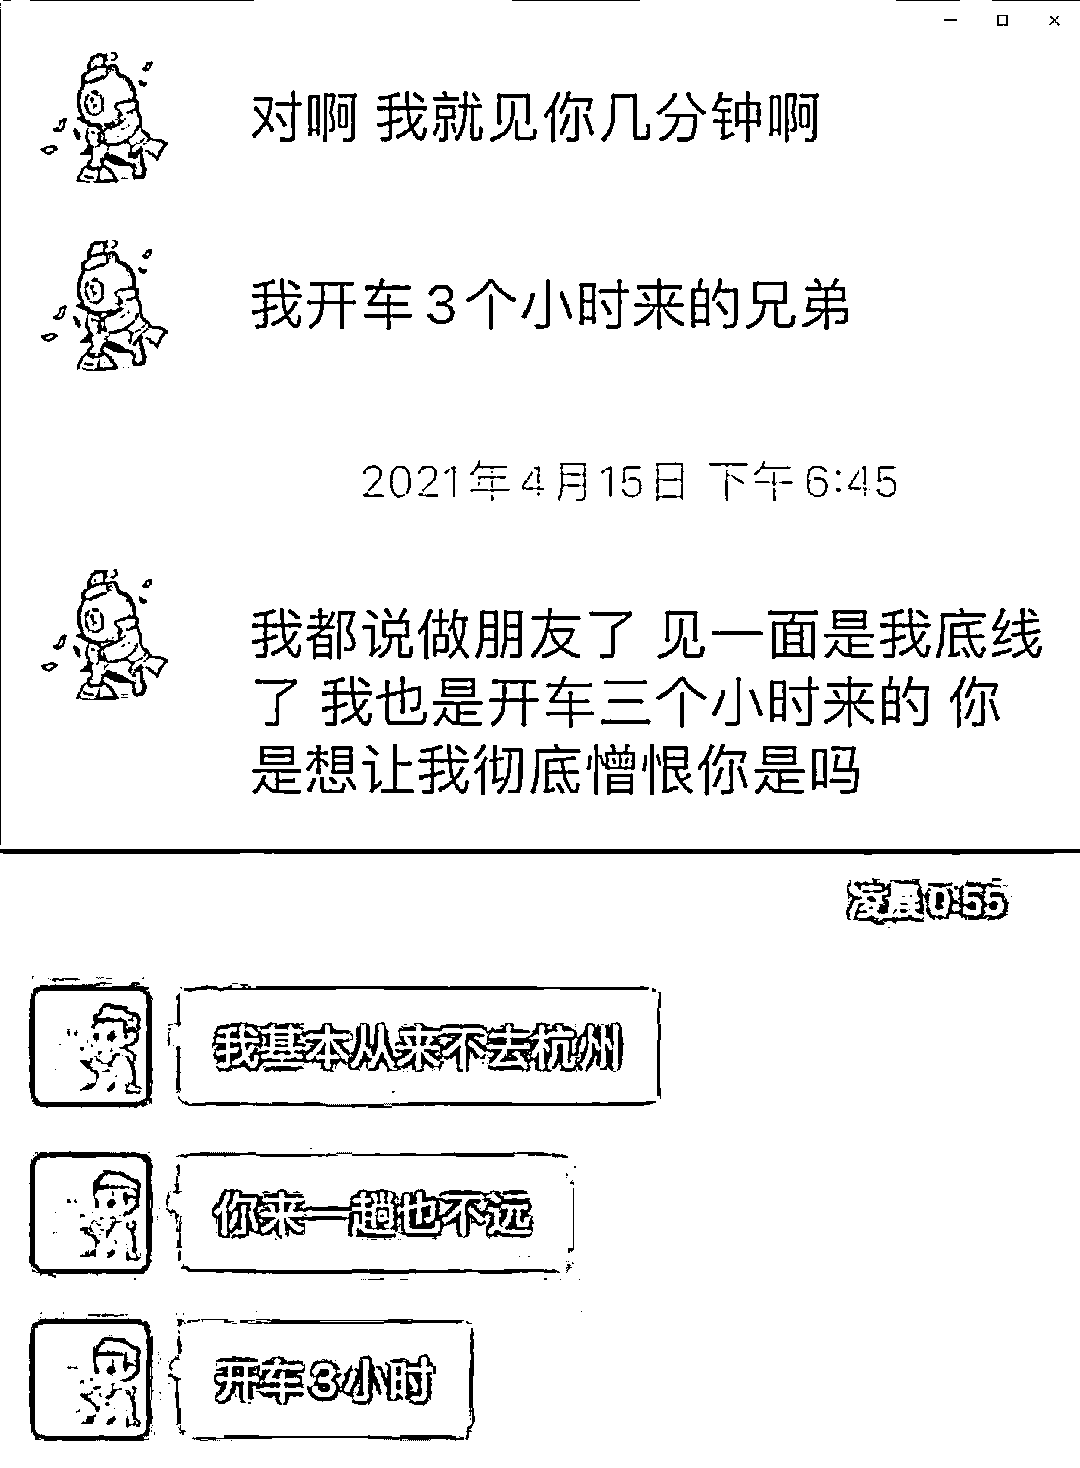 对啊 我就见你几分钟啊
我开车3个小时来的兄弟
2021年4月15日 下午6:45
我都说做朋友了 见一面是我底线
了 我也是开车三个小时来的 你
是想让我彻底憎恨你是吗
凌晨0:55
我基本从来不去杭州
你来一趟也不远
开车3小时